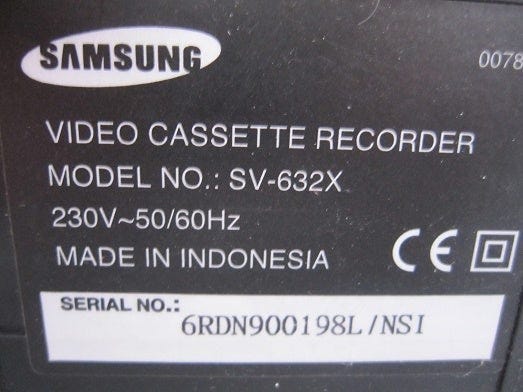 SAMSUNG
0078
VIDEO CASSETTE RECORDER
MODEL NO.: SV-632X
230V~50/60Hz
MADE IN INDONESIA
CE
SERIAL NO.:
6RDN900198L/NSI